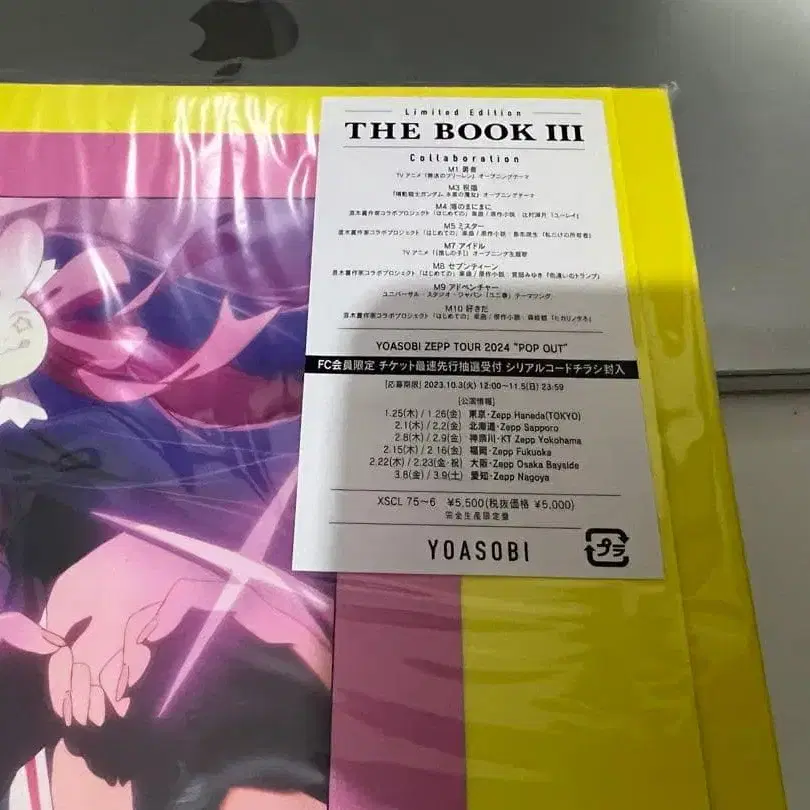 Limited Edition
THE BOOK III
Collaboration
M1 勇者
TV アニメ『葬送のフリーレン』オープニングテーマ
M3 祝福
『機動戦士ガンダム 水星の魔女』オープニングテーマ
M4 海のまにまに
直木賞作家コラボプロジェクト「はじめての」楽曲 / 原作小説：辻村深月「ユーレイ」
M5 ミスター
直木賞作家コラボプロジェクト「はじめての」楽曲 / 原作小説：島本理生「私だけの所有者」
M7 アイドル
TV アニメ『【推しの子】』オープニング主題歌
M8 セブンティーン
直木賞作家コラボプロジェクト「はじめての」楽曲 / 原作小説：宮部みゆき「色違いのトランプ」
M9 アドベンチャー
ユニバーサル・スタジオ・ジャパン「ユニ春」テーマソング
M10 好きだ
直木賞作家コラボプロジェクト「はじめての」楽曲 / 原作小説：森絵都「ヒカリノタネ」
YOASOBI ZEPP TOUR 2024 "POP OUT"
FC会員限定 チケット最速先行抽選受付 シリアルコードチラシ封入
[応募期間] 2023.10.3(火) 12:00〜11.5(日) 23:59
[公演情報]
1.25(木) / 1.26(金) 東京・Zepp Haneda(TOKYO)
2.1(木) / 2.2(金) 北海道・Zepp Sapporo
2.8(木) / 2.9(金) 神奈川・KT Zepp Yokohama
2.15(木) / 2.16(金) 福岡・Zepp Fukuoka
2.22(木) / 2.23(金・祝) 大阪・Zepp Osaka Bayside
3.8(金) / 3.9(土) 愛知・Zepp Nagoya
XSCL 75〜6 ¥5,500(税抜価格 ¥5,000)
完全生産限定盤
YOASOBI
プラ